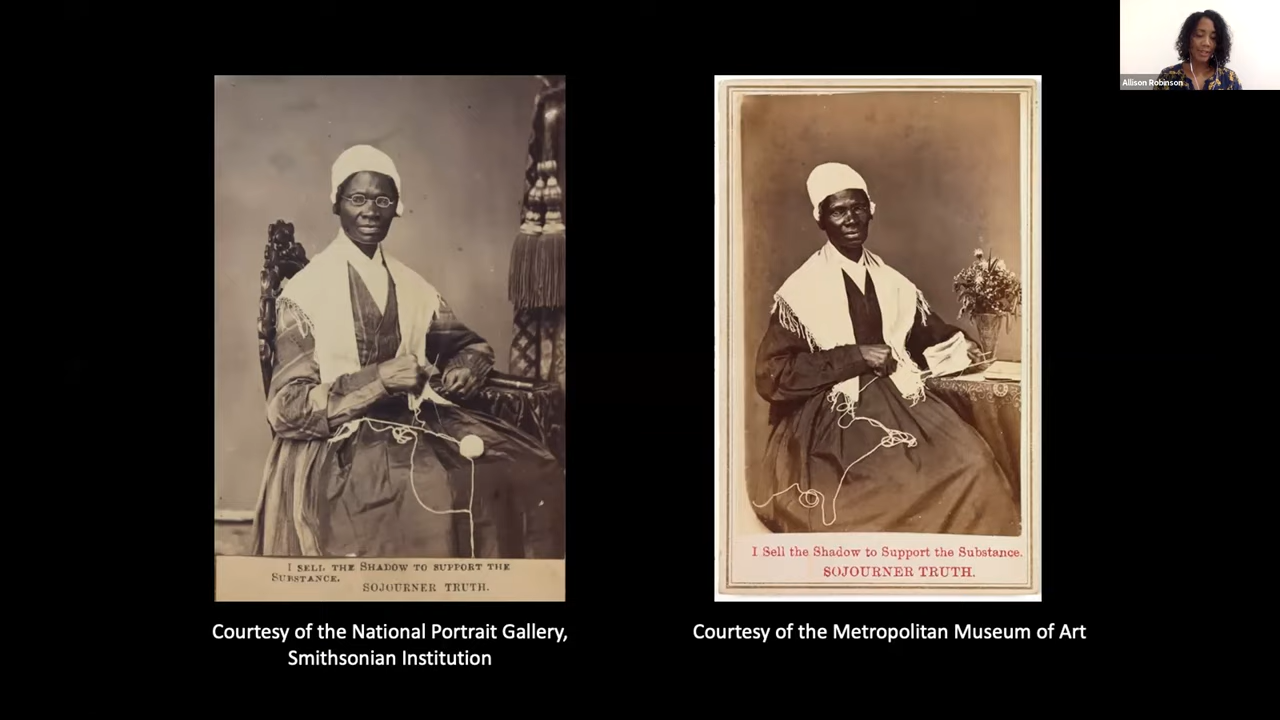 Allison Robinson
I SELL THE SHADOW TO SUPPORT THE
SUBSTANCE.
SOJOURNER TRUTH.
I Sell the Shadow to Support the Substance.
SOJOURNER TRUTH.
Courtesy of the National Portrait Gallery,
Smithsonian Institution
Courtesy of the Metropolitan Museum of Art